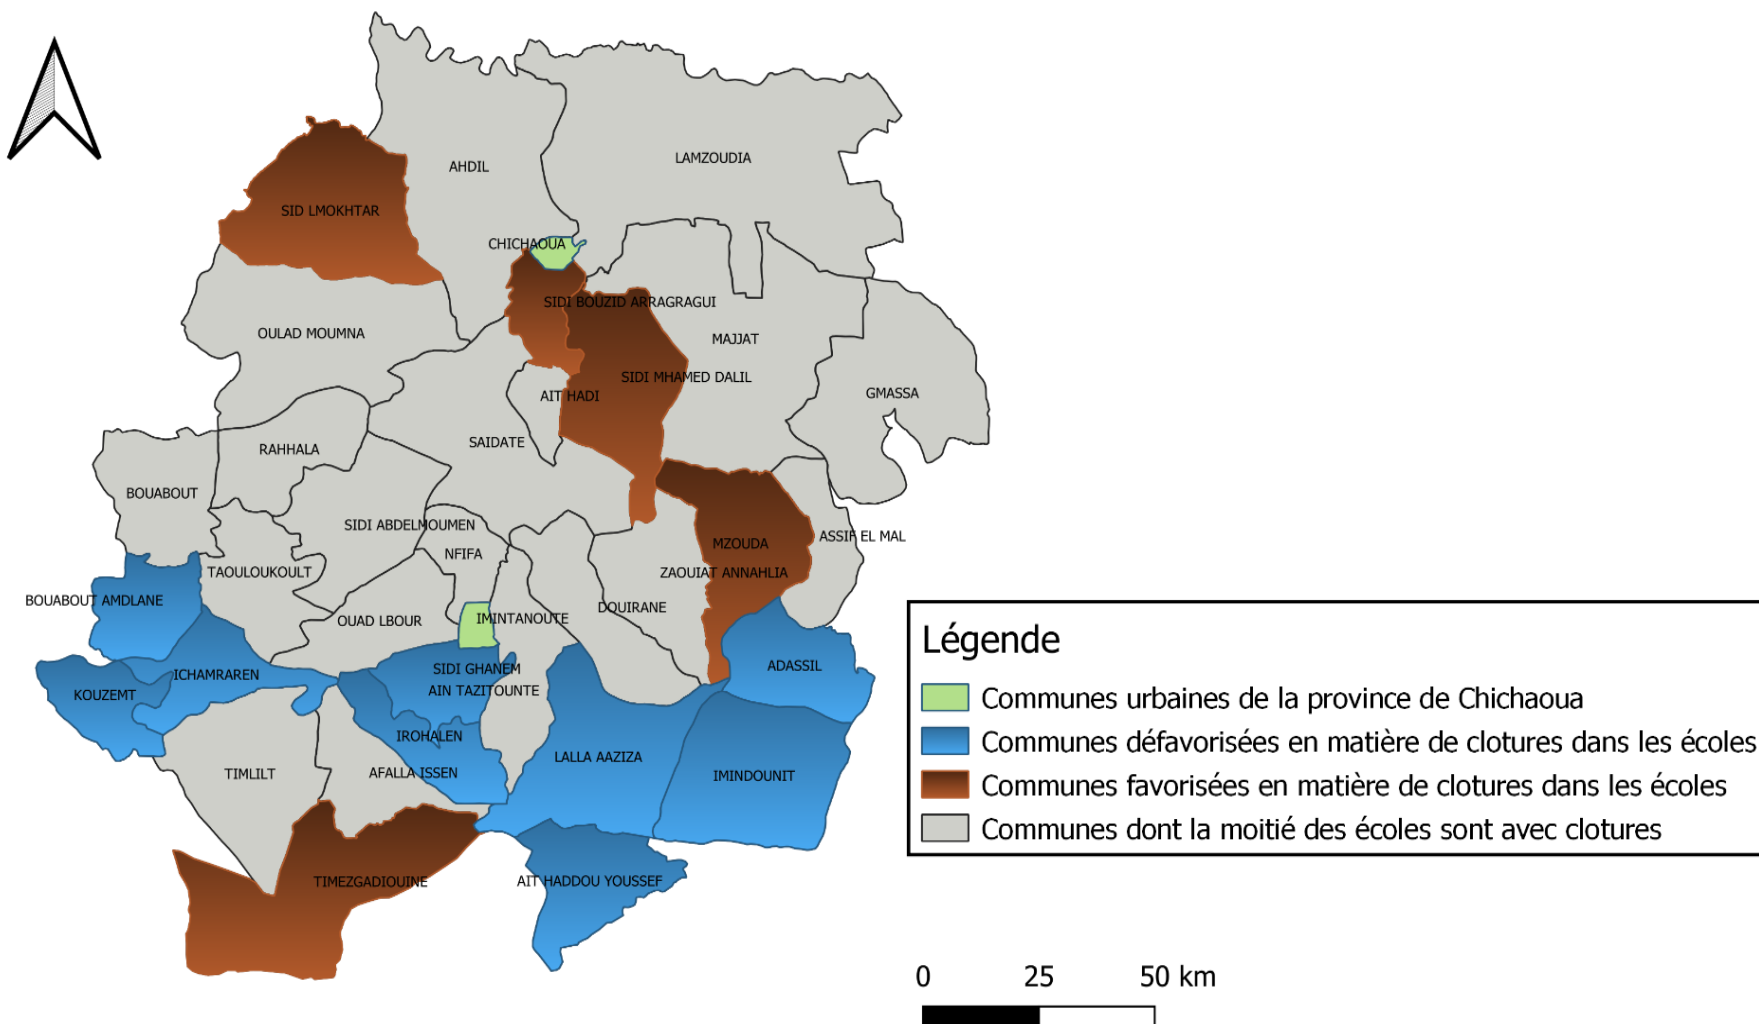 LAMZOUDIA
AHDIL
SID LMOKHTAR
CHICHAOUA
SIDI BOUZID ARRAGRAGUI
OULAD MOUMNA
MAJJAT
SIDI MHAMED DALIL
GMASSA
AIT HADI
SAIDATE
RAHHALA
BOUABOUT
SIDI ABDELMOUMEN
ASSIF EL MAL
MZOUDA
NFIFA
TAOULOUKOULT
ZAOUIAT ANNAHLIA
BOUABOUT AMDLANE
DOUIRANE
OUAD LBOUR
IMINTANOUTE
ADASSIL
SIDI GHANEM
ICHAMRAREN
AIN TAZITOUNTE
KOUZEMT
IROHALEN
LALLA AAZIZA
TIMLILT
AFALLA ISSEN
IMINDOUNIT
TIMEZGADIOUINE
AIT HADDOU YOUSSEF
Légende
Communes urbaines de la province de Chichaoua
Communes défavorisées en matière de clotures dans les écoles
Communes favorisées en matière de clotures dans les écoles
Communes dont la moitié des écoles sont avec clotures
0 25 50 km